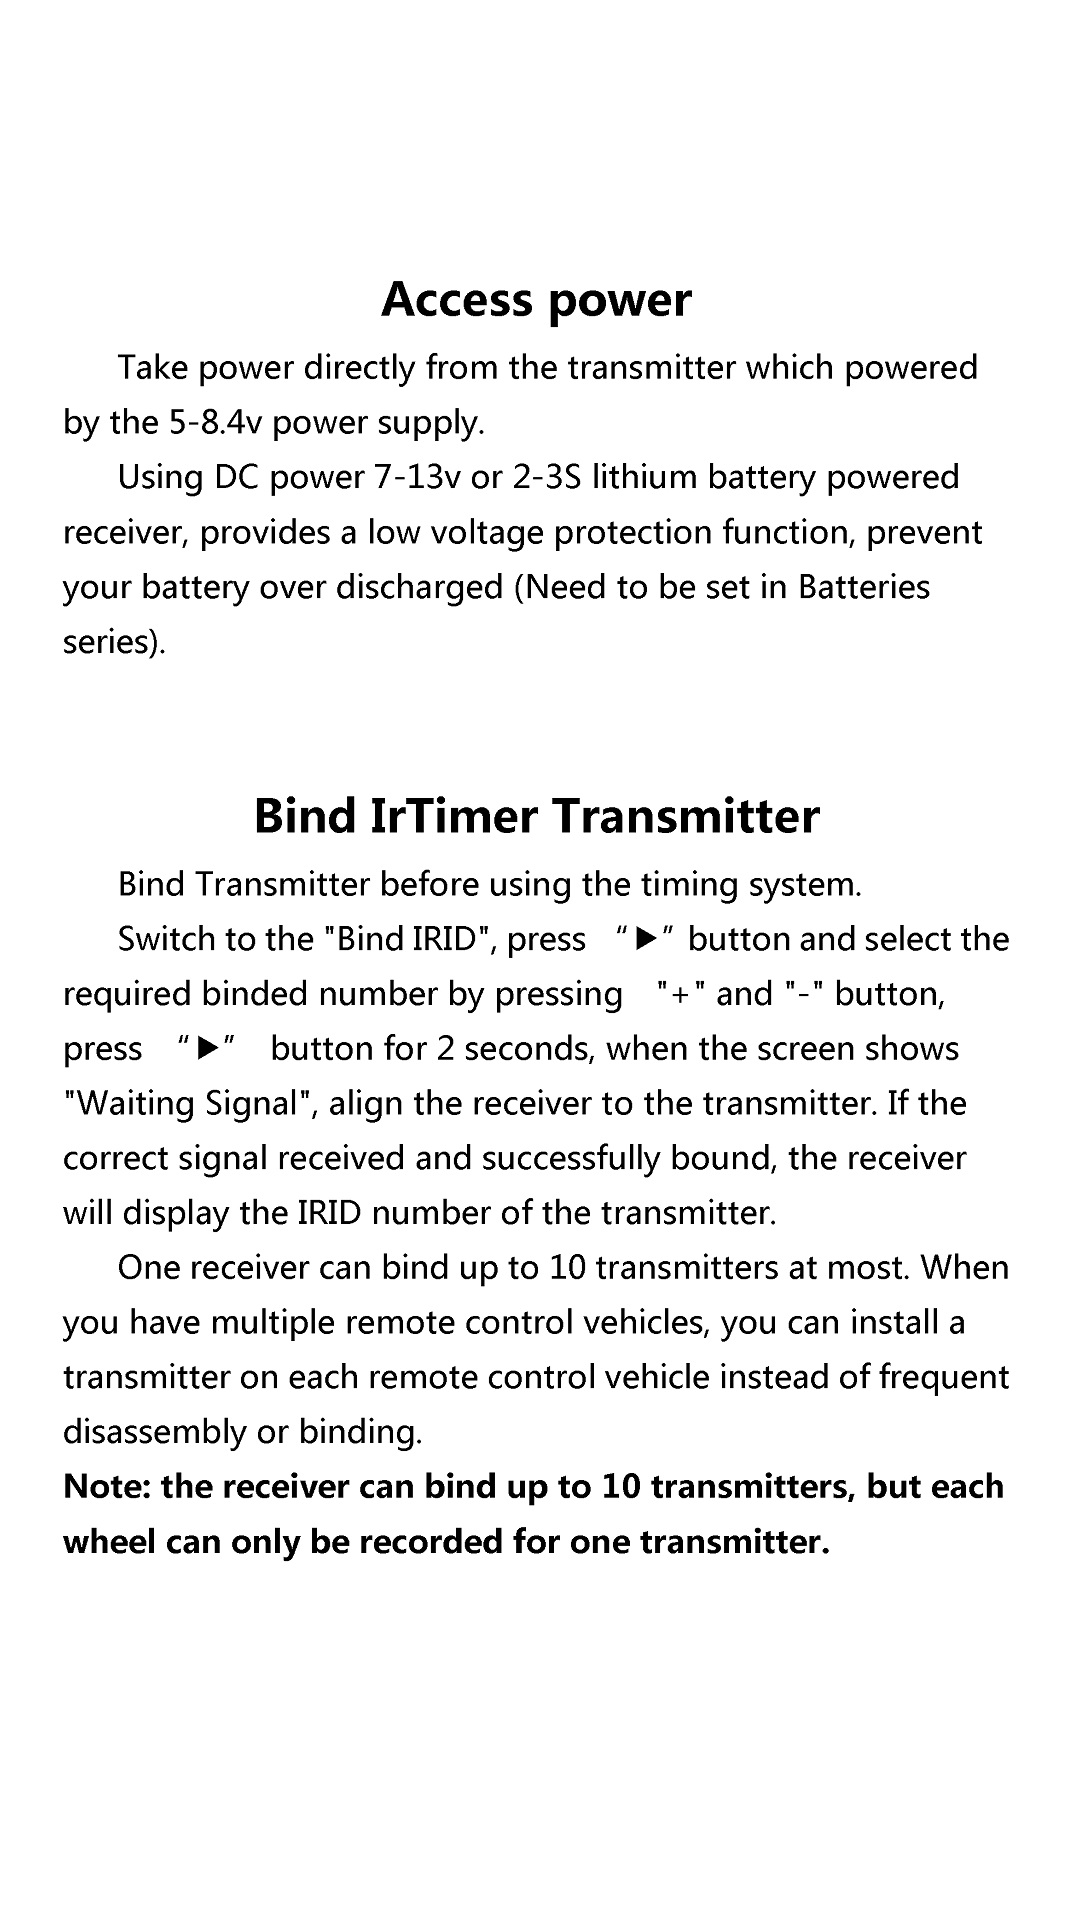 Access power
Take power directly from the transmitter which powered
by the 5-8.4v power supply.
Using DC power 7-13v or 2-3S lithium battery powered
receiver, provides a low voltage protection function, prevent
your battery over discharged (Need to be set in Batteries
series).
Bind IrTimer Transmitter
Bind Transmitter before using the timing system.
Switch to the "Bind IRID", press “▶” button and select the
required binded number by pressing "+" and "-" button,
press “▶” button for 2 seconds, when the screen shows
"Waiting Signal", align the receiver to the transmitter. If the
correct signal received and successfully bound, the receiver
will display the IRID number of the transmitter.
One receiver can bind up to 10 transmitters at most. When
you have multiple remote control vehicles, you can install a
transmitter on each remote control vehicle instead of frequent
disassembly or binding.
Note: the receiver can bind up to 10 transmitters, but each
wheel can only be recorded for one transmitter.